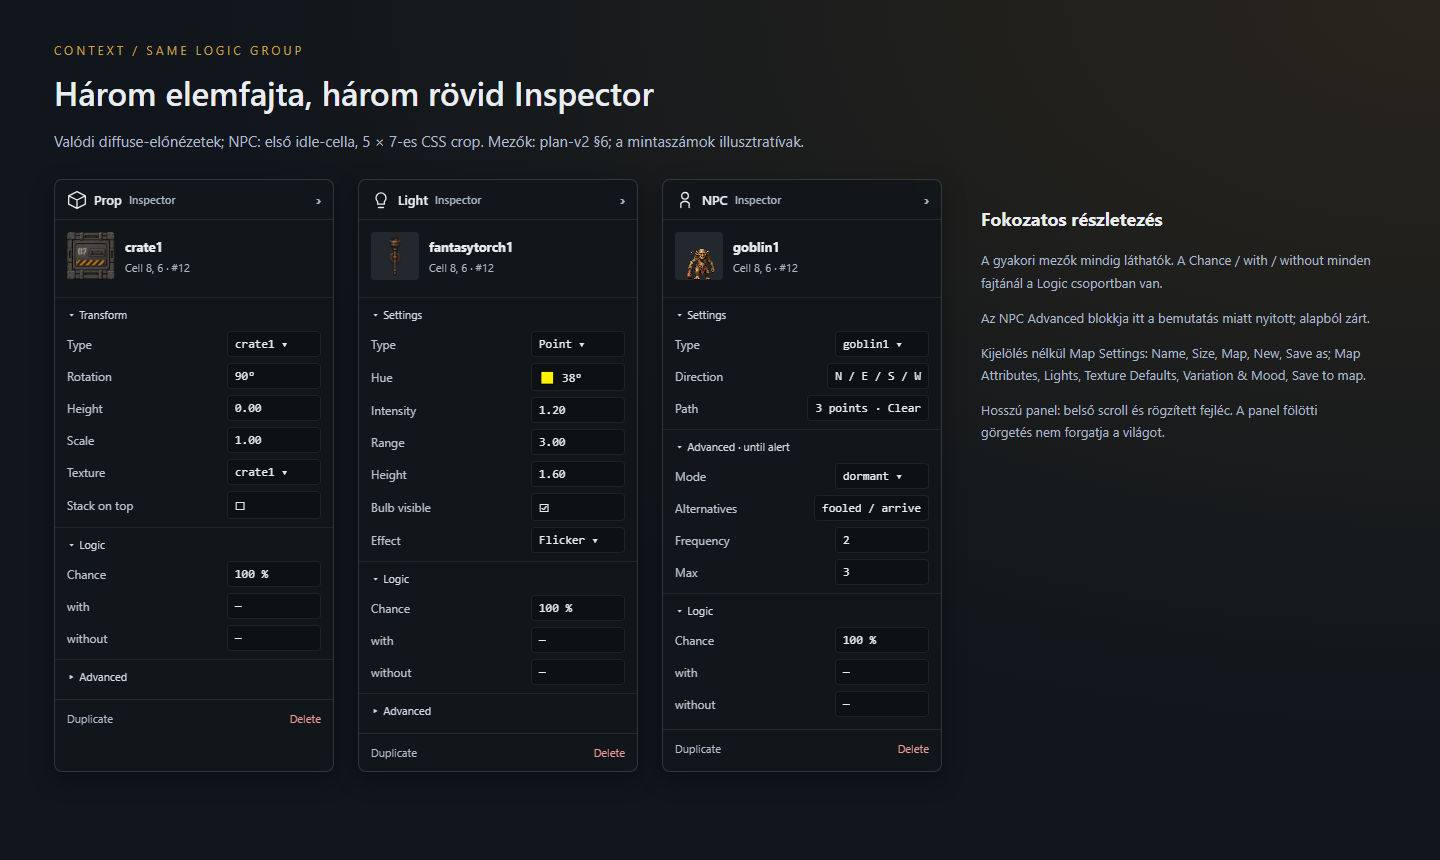 CONTEXT / SAME LOGIC GROUP
Három elemfajta, három rövid Inspector
Valódi diffuse-előnézetek; NPC: első idle-cella, 5 × 7-es CSS crop. Mezők: plan-v2 §6; a mintaszámok illusztratívak.
Prop Inspector ›
crate1
Cell 8, 6 · #12
▾ Transform
Type crate1 ▾
Rotation 90°
Height 0.00
Scale 1.00
Texture crate1 ▾
Stack on top ☐
▾ Logic
Chance 100 %
with —
without —
▸ Advanced
Duplicate Delete
Light Inspector ›
fantasytorch1
Cell 8, 6 · #12
▾ Settings
Type Point ▾
Hue 38°
Intensity 1.20
Range 3.00
Height 1.60
Bulb visible ☑
Effect Flicker ▾
▾ Logic
Chance 100 %
with —
without —
▸ Advanced
Duplicate Delete
NPC Inspector ›
goblin1
Cell 8, 6 · #12
▾ Settings
Type goblin1 ▾
Direction N / E / S / W
Path 3 points · Clear
▾ Advanced · until alert
Mode dormant ▾
Alternatives fooled / arrive
Frequency 2
Max 3
▾ Logic
Chance 100 %
with —
without —
Duplicate Delete
Fokozatos részletezés
A gyakori mezők mindig láthatók. A Chance / with / without minden
fajtánál a Logic csoportban van.
Az NPC Advanced blokkja itt a bemutatás miatt nyitott; alapból zárt.
Kijelölés nélkül Map Settings: Name, Size, Map, New, Save as; Map
Attributes, Lights, Texture Defaults, Variation & Mood, Save to map.
Hosszú panel: belső scroll és rögzített fejléc. A panel fölötti
görgetés nem forgatja a világot.